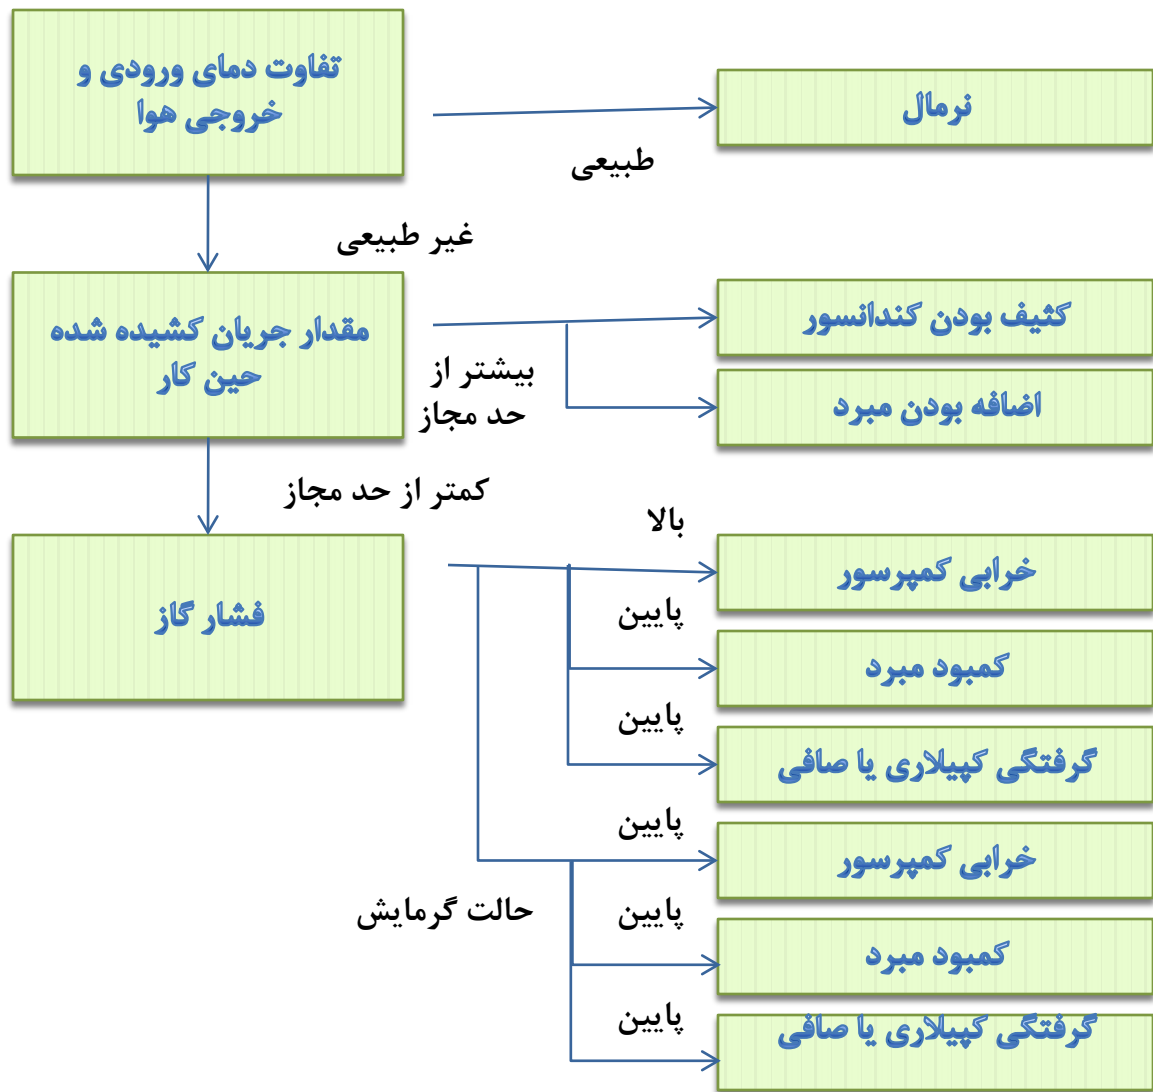 تفاوت دمای ورودی و
خروجی هوا
نرمال
طبیعی
غیر طبیعی
مقدار جریان کشیده شده
حین کار
کثیف بودن کندانسور
بیشتر از
حد مجاز
اضافه بودن مبرد
کمتر از حد مجاز
فشار گاز
بالا
خرابی کمپرسور
پایین
کمبود مبرد
پایین
گرفتگی کپیلاری یا صافی
پایین
خرابی کمپرسور
حالت گرمایش
پایین
کمبود مبرد
پایین
گرفتگی کپیلاری یا صافی